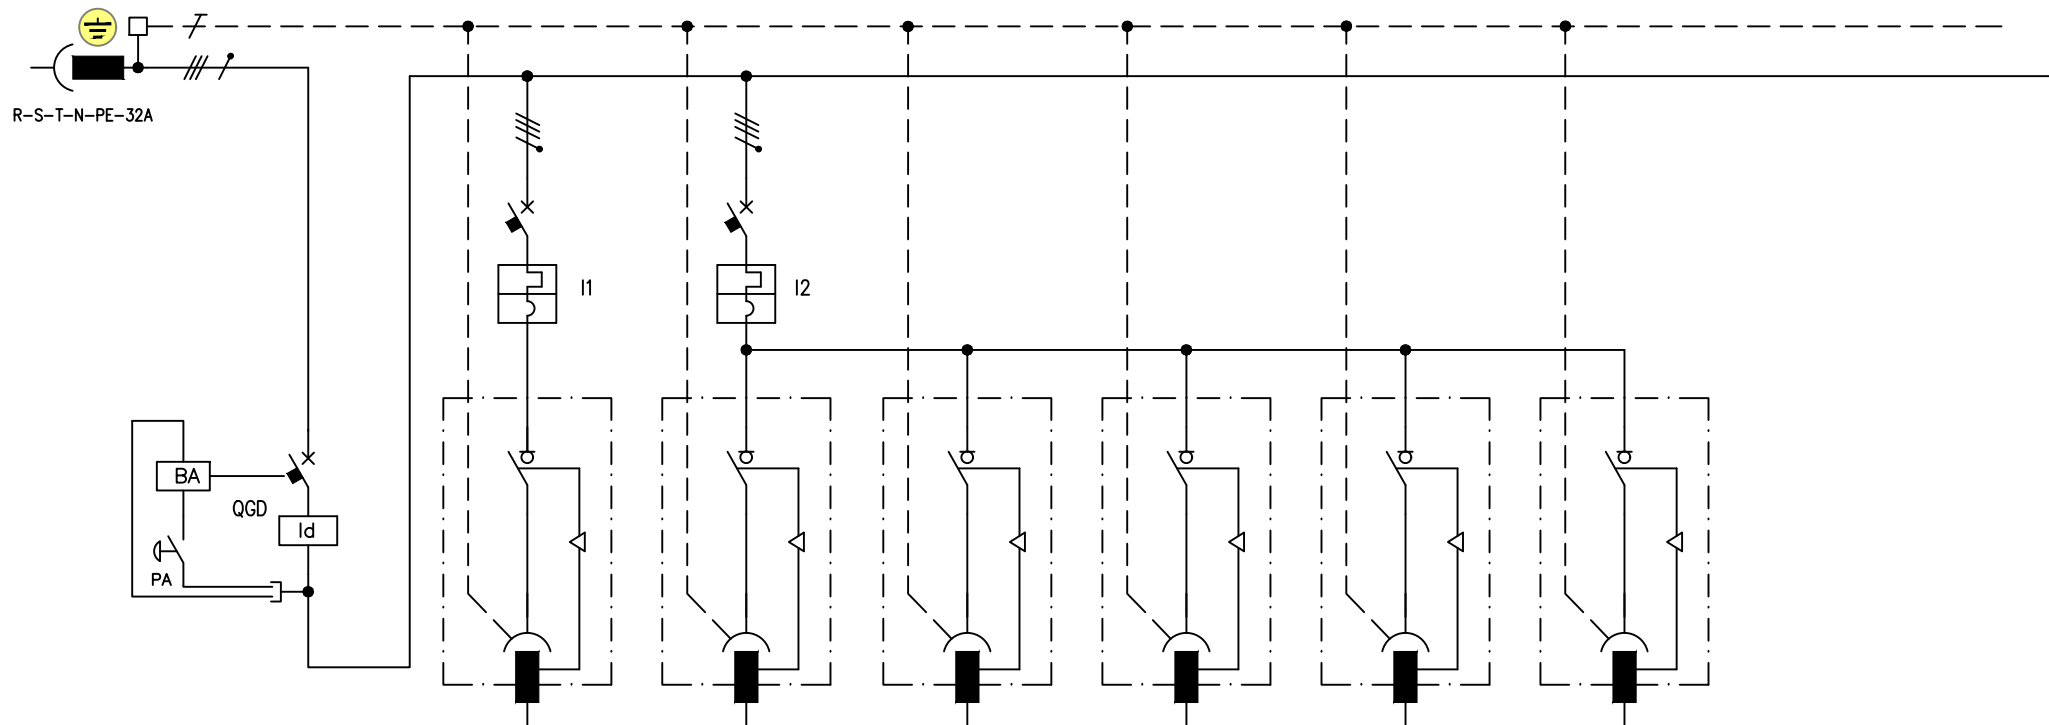 R-S-T-N-PE-32A
I1
I2
BA
QGD
Id
PA